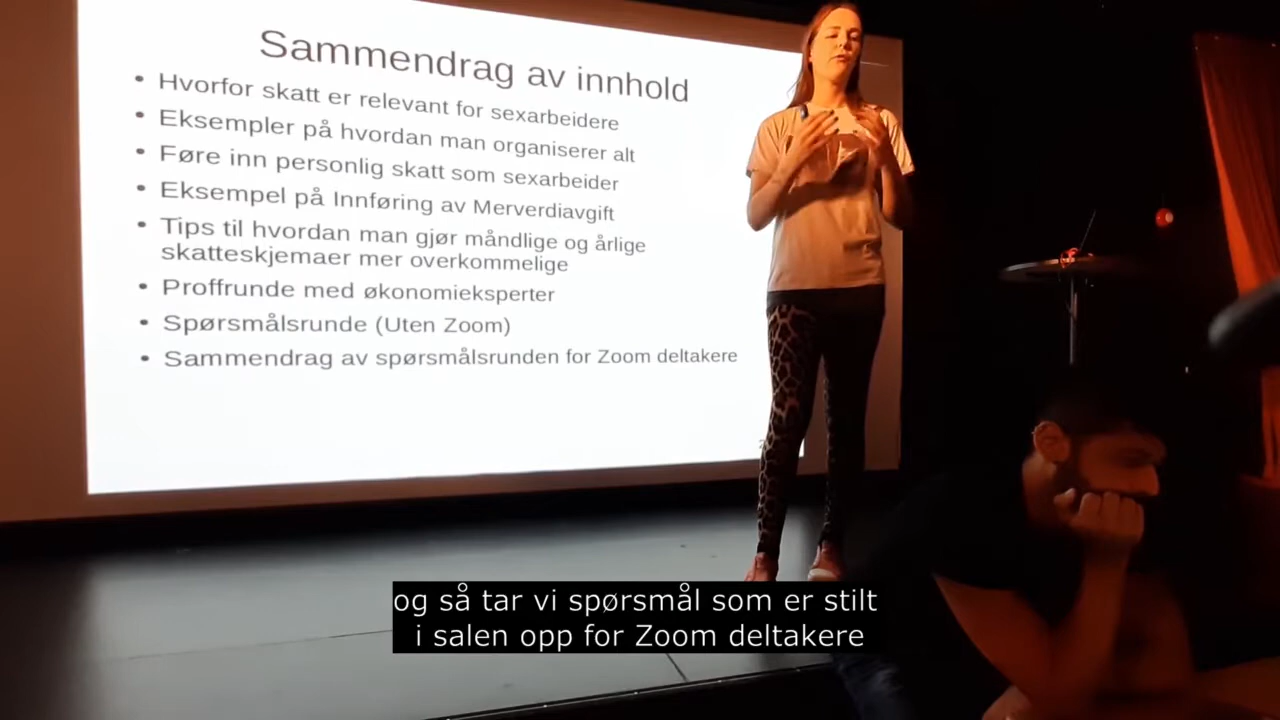 Sammendrag av innhold
• Hvorfor skatt er relevant for sexarbeidere
• Eksempler på hvordan man organiserer alt
• Føre inn personlig skatt som sexarbeider
• Eksempel på Innføring av Merverdiavgift
• Tips til hvordan man gjør måndlige og årlige
skatteskjemaer mer overkommelige
• Proffrunde med økonomieksperter
• Spørsmålsrunde (Uten Zoom)
• Sammendrag av spørsmålsrunden for Zoom deltakere
og så tar vi spørsmål som er stilt
i salen opp for Zoom deltakere